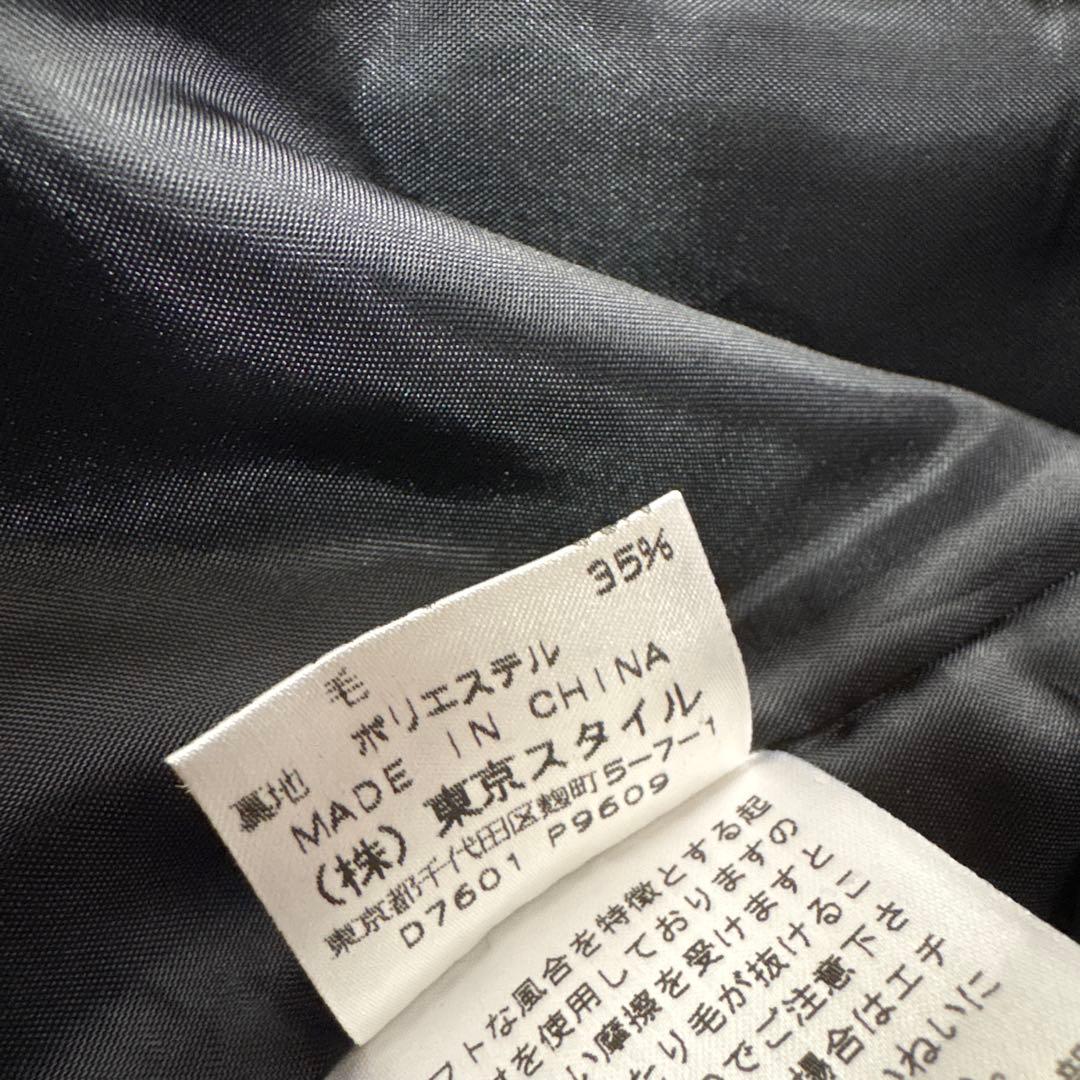 毛 35%
裏地 ポリエステル
MADE IN CHINA
(株) 東京スタイル
東京都千代田区麹町5-7-1
D7601 P9609
フトな風合を特徴とする起
を使用しておりますの
い摩擦を受けますと
たり毛が抜けるこ
でご注意下さ
場合はエチ
ねいに